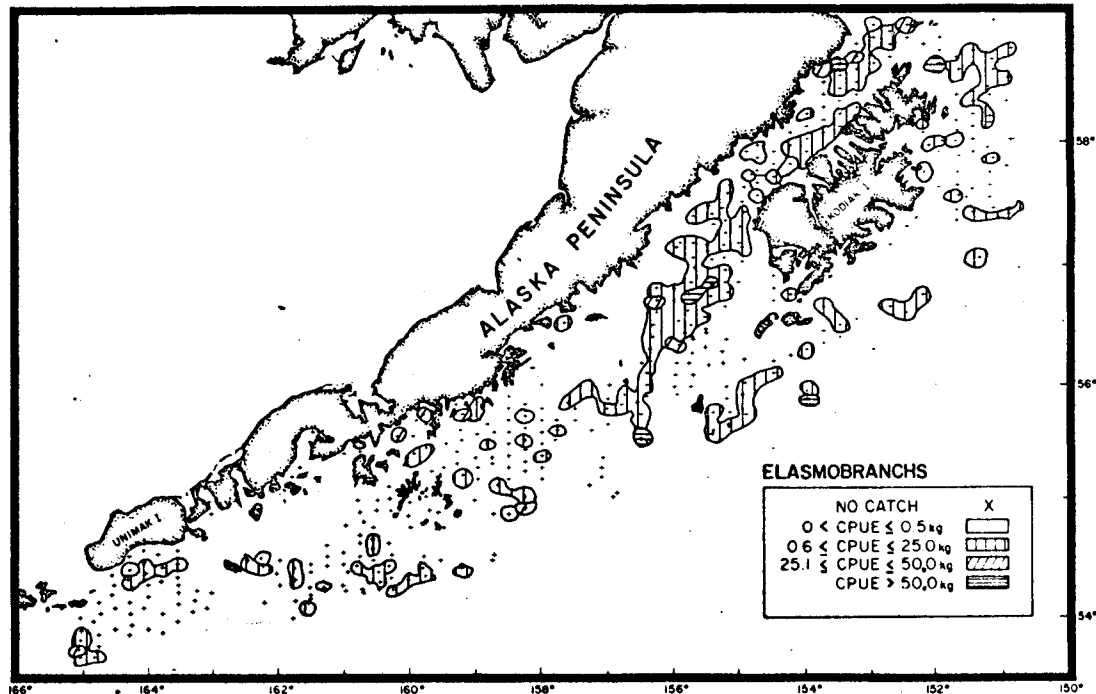 ALASKA PENINSULA
KODIAK I.
UNIMAK I.
58°
56°
54°
ELASMOBRANCHS
NO CATCH X
0 < CPUE ≤ 0.5 kg
0.6 ≤ CPUE ≤ 25.0 kg
25.1 ≤ CPUE ≤ 50.0 kg
CPUE > 50.0 kg
166° 164° 162° 160° 158° 156° 154° 152° 150°